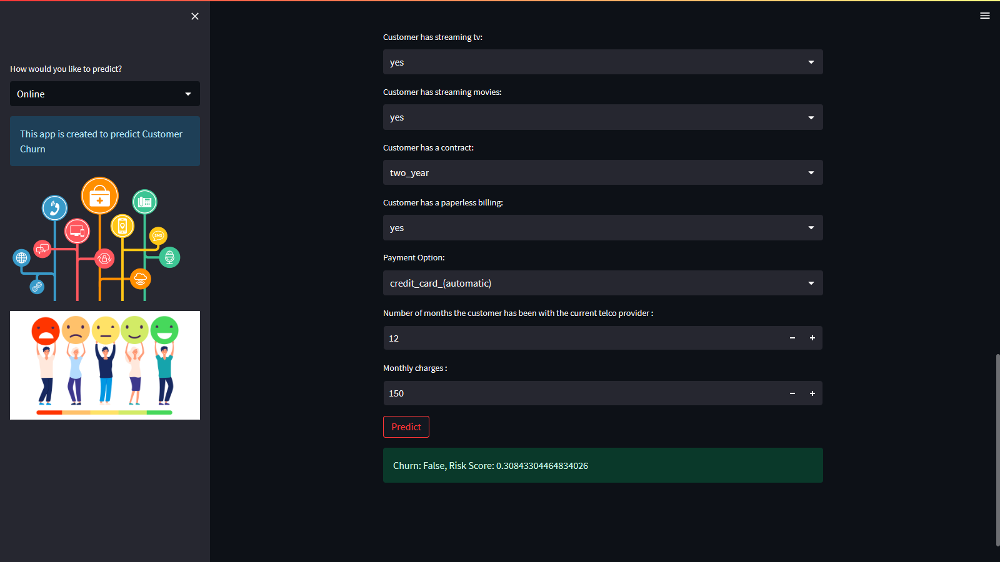 How would you like to predict?
Online
This app is created to predict Customer
Churn
SMS
Customer has streaming tv:
yes
Customer has streaming movies:
yes
Customer has a contract:
two_year
Customer has a paperless billing:
yes
Payment Option:
credit_card_(automatic)
Number of months the customer has been with the current telco provider :
12
Monthly charges :
150
Predict
Churn: False, Risk Score: 0.30843304464834026